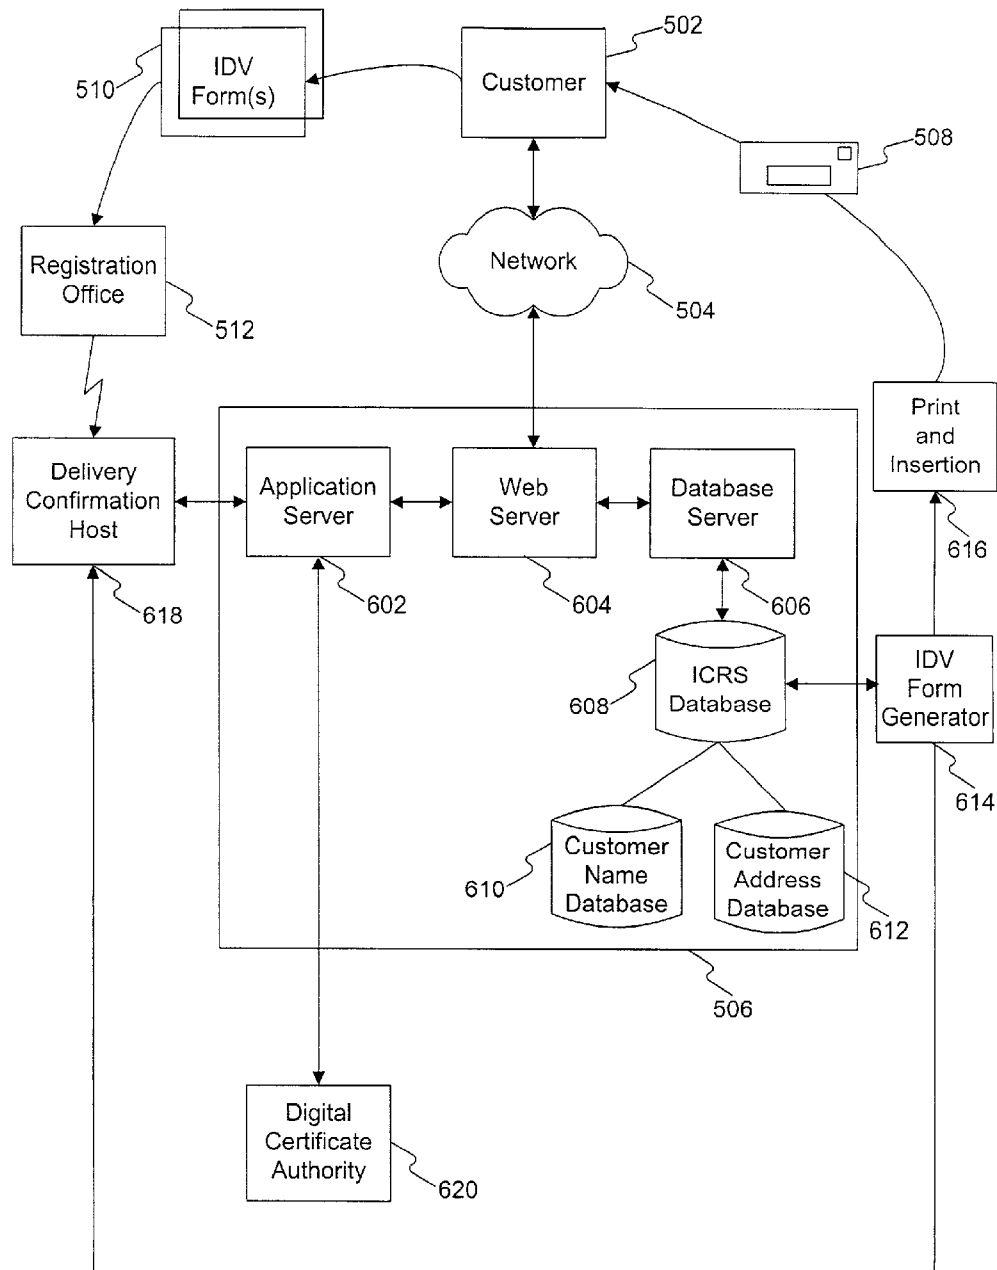 502
IDV
Form(s)
510
Customer
508
Network
504
Registration
Office
512
Print
and
Insertion
616
Delivery
Confirmation
Host
618
Application
Server
602
Web
Server
604
Database
Server
606
ICRS
Database
608
IDV
Form
Generator
614
Customer
Name
Database
610
Customer
Address
Database
612
506
Digital
Certificate
Authority
620